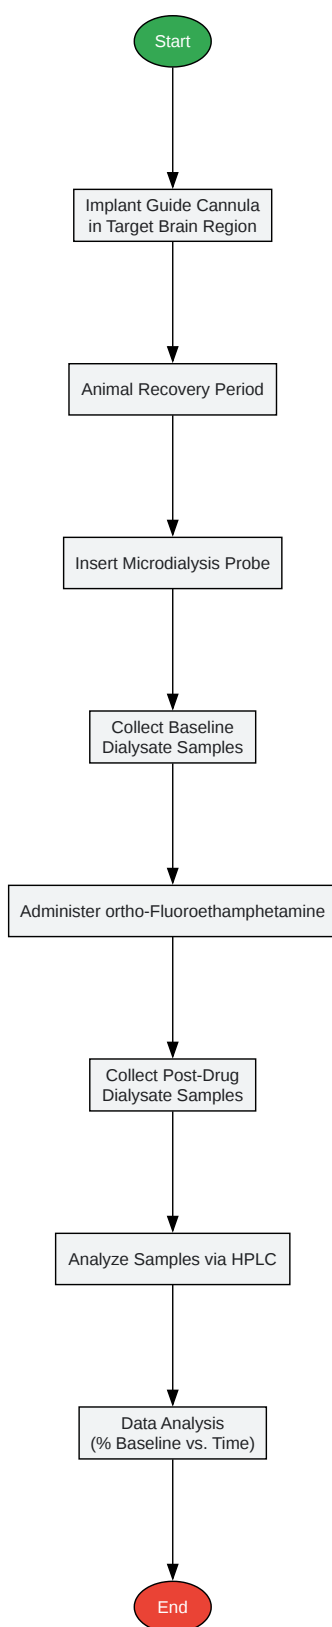 Start
Implant Guide Cannula
in Target Brain Region
Animal Recovery Period
Insert Microdialysis Probe
Collect Baseline
Dialysate Samples
Administer ortho-Fluoroethamphetamine
Collect Post-Drug
Dialysate Samples
Analyze Samples via HPLC
Data Analysis
(% Baseline vs. Time)
End